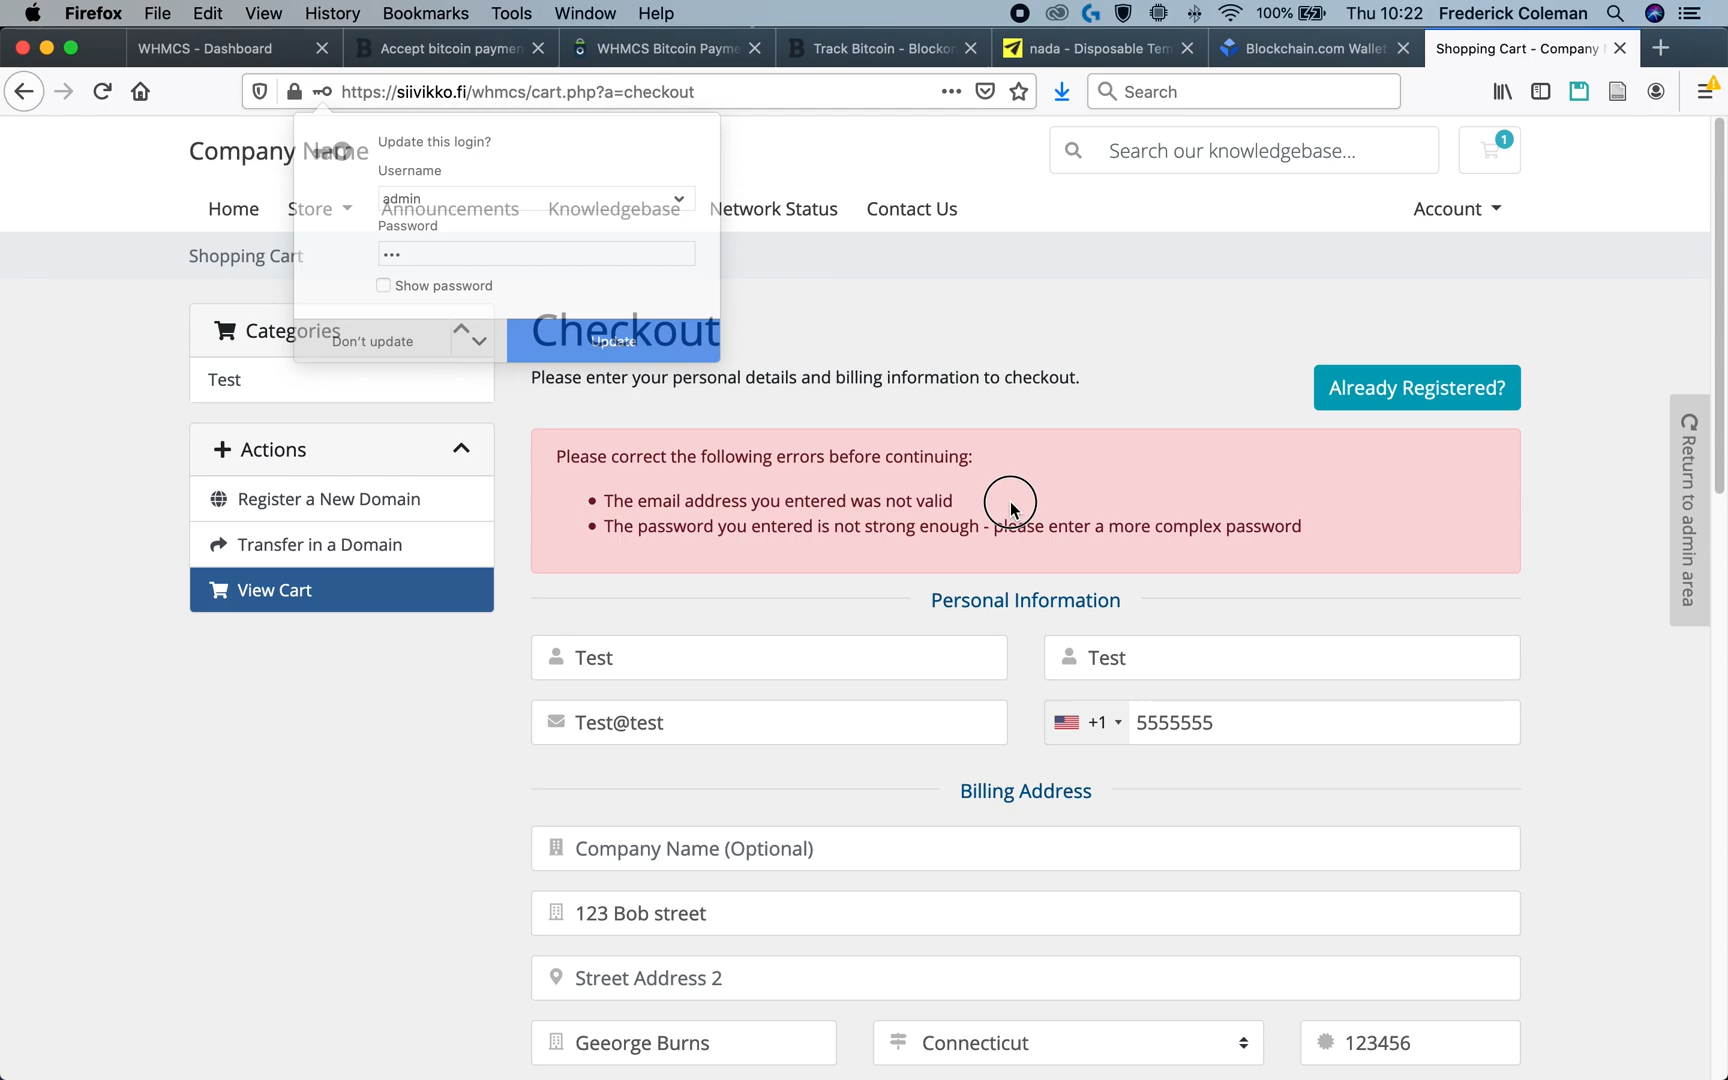 Firefox File Edit View History Bookmarks Tools Window Help 100% Thu 10:22 Frederick Coleman
WHMCS - Dashboard Accept bitcoin paymen WHMCS Bitcoin Payme Track Bitcoin - Blockon nada - Disposable Tem Blockchain.com Wallet Shopping Cart - Company
https://siivikko.fi/whmcs/cart.php?a=checkout Search
Company Name Search our knowledgebase... 1
Update this login?
Username
admin
Password
•••
Show password
Don't update Update
Home Store Announcements Knowledgebase Network Status Contact Us Account
Shopping Cart
Categories
Test
Actions
Register a New Domain
Transfer in a Domain
View Cart
Checkout
Please enter your personal details and billing information to checkout.
Already Registered?
Please correct the following errors before continuing:
• The email address you entered was not valid
• The password you entered is not strong enough - please enter a more complex password
Return to admin area
Personal Information
Test Test
Test@test +1 5555555
Billing Address
Company Name (Optional)
123 Bob street
Street Address 2
Geeorge Burns Connecticut 123456